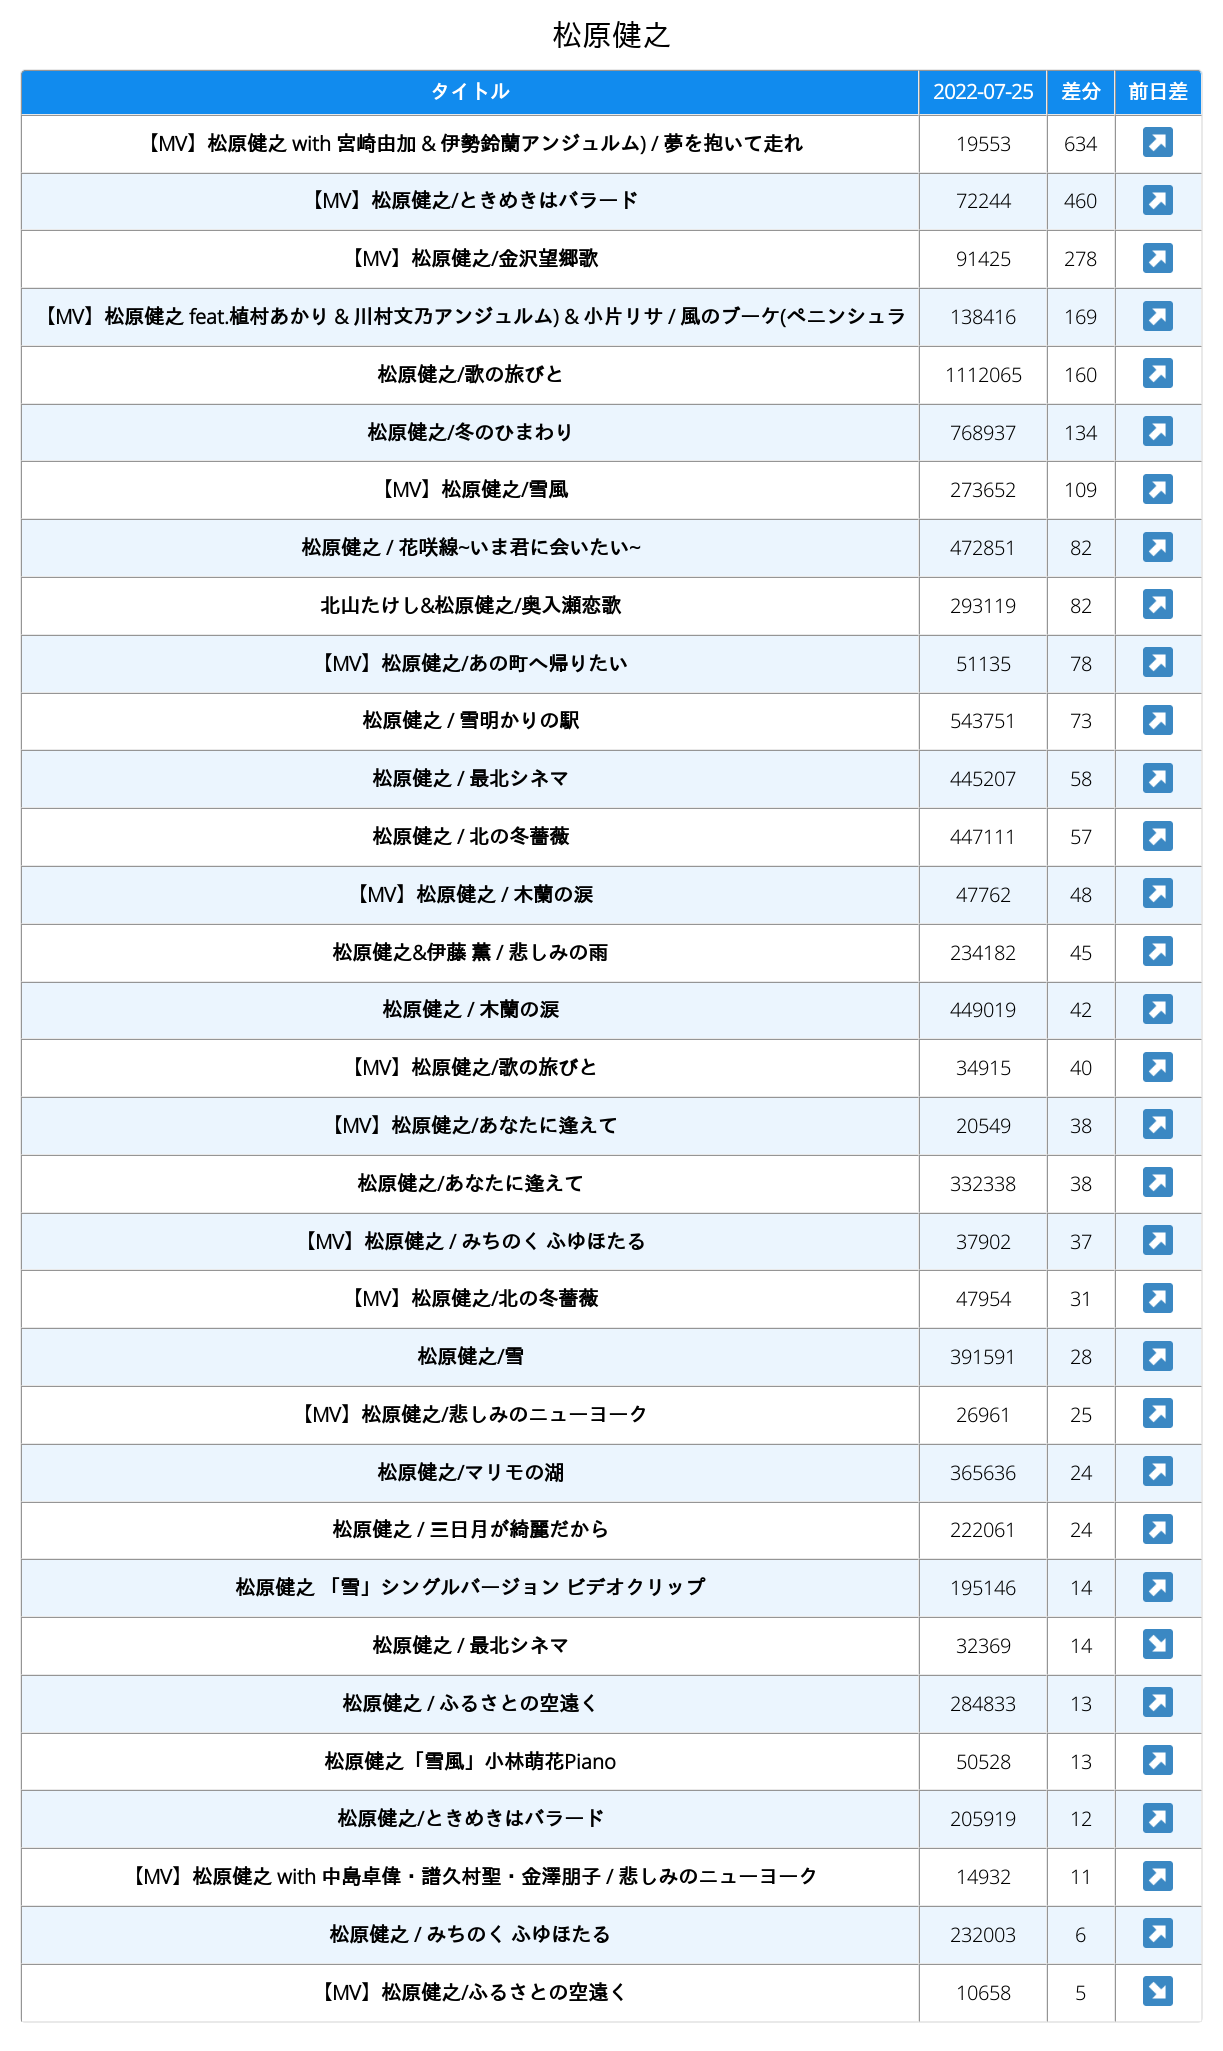 松原健之
タイトル 2022-07-25 差分 前日差
【MV】松原健之 with 宮崎由加 & 伊勢鈴蘭アンジュルム) / 夢を抱いて走れ 19553 634
【MV】松原健之/ときめきはバラード 72244 460
【MV】松原健之/金沢望郷歌 91425 278
【MV】松原健之 feat.植村あかり & 川村文乃アンジュルム) & 小片リサ / 風のブーケ(ペニンシュラ 138416 169
松原健之/歌の旅びと 1112065 160
松原健之/冬のひまわり 768937 134
【MV】松原健之/雪風 273652 109
松原健之 / 花咲線~いま君に会いたい~ 472851 82
北山たけし&松原健之/奥入瀬恋歌 293119 82
【MV】松原健之/あの町へ帰りたい 51135 78
松原健之 / 雪明かりの駅 543751 73
松原健之 / 最北シネマ 445207 58
松原健之 / 北の冬薔薇 447111 57
【MV】松原健之 / 木蘭の涙 47762 48
松原健之&伊藤 薫 / 悲しみの雨 234182 45
松原健之 / 木蘭の涙 449019 42
【MV】松原健之/歌の旅びと 34915 40
【MV】松原健之/あなたに逢えて 20549 38
松原健之/あなたに逢えて 332338 38
【MV】松原健之 / みちのく ふゆほたる 37902 37
【MV】松原健之/北の冬薔薇 47954 31
松原健之/雪 391591 28
【MV】松原健之/悲しみのニューヨーク 26961 25
松原健之/マリモの湖 365636 24
松原健之 / 三日月が綺麗だから 222061 24
松原健之 「雪」シングルバージョン ビデオクリップ 195146 14
松原健之 / 最北シネマ 32369 14
松原健之 / ふるさとの空遠く 284833 13
松原健之「雪風」小林萌花Piano 50528 13
松原健之/ときめきはバラード 205919 12
【MV】松原健之 with 中島卓偉・譜久村聖・金澤朋子 / 悲しみのニューヨーク 14932 11
松原健之 / みちのく ふゆほたる 232003 6
【MV】松原健之/ふるさとの空遠く 10658 5